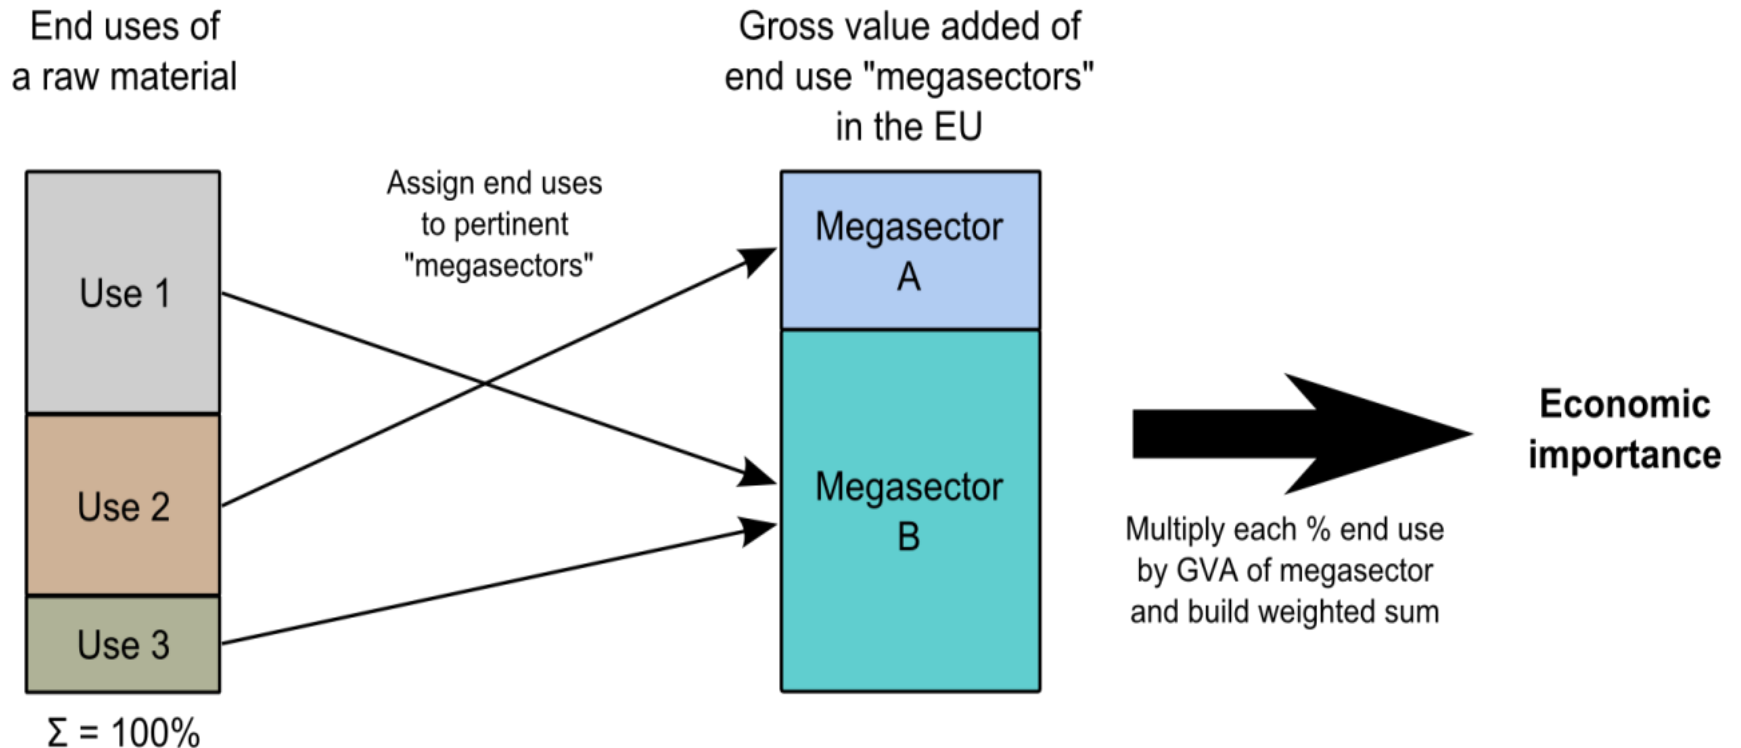 End uses of
a raw material
Gross value added of
end use "megasectors"
in the EU
Assign end uses
to pertinent
"megasectors"
Use 1
Use 2
Use 3
Σ = 100%
Megasector
A
Megasector
B
Economic
importance
Multiply each % end use
by GVA of megasector
and build weighted sum